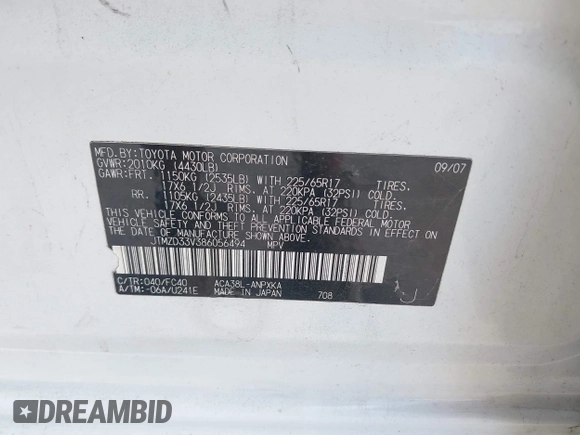 MFD.BY:TOYOTA MOTOR CORPORATION 09/07
GVWR:2010KG (4430LB)
GAWR:FRT. 1150KG (2535LB) WITH 225/65R17 TIRES.
17X6 1/2J RIMS. AT 220KPA (32PSI) COLD.
RR. 1105KG (2435LB) WITH 225/65R17 TIRES.
17X6 1/2J RIMS. AT 220KPA (32PSI) COLD.
THIS VEHICLE CONFORMS TO ALL APPLICABLE FEDERAL MOTOR
VEHICLE SAFETY AND THEFT PREVENTION STANDARDS IN EFFECT
ON THE DATE OF MANUFACTURE SHOWN ABOVE.
JTMZD33V386056494 MPV
C/TR:040/FC40 ACA38L-ANPXKA
A/TM:-06A/U241E MADE IN JAPAN 708
J
DREAMBID